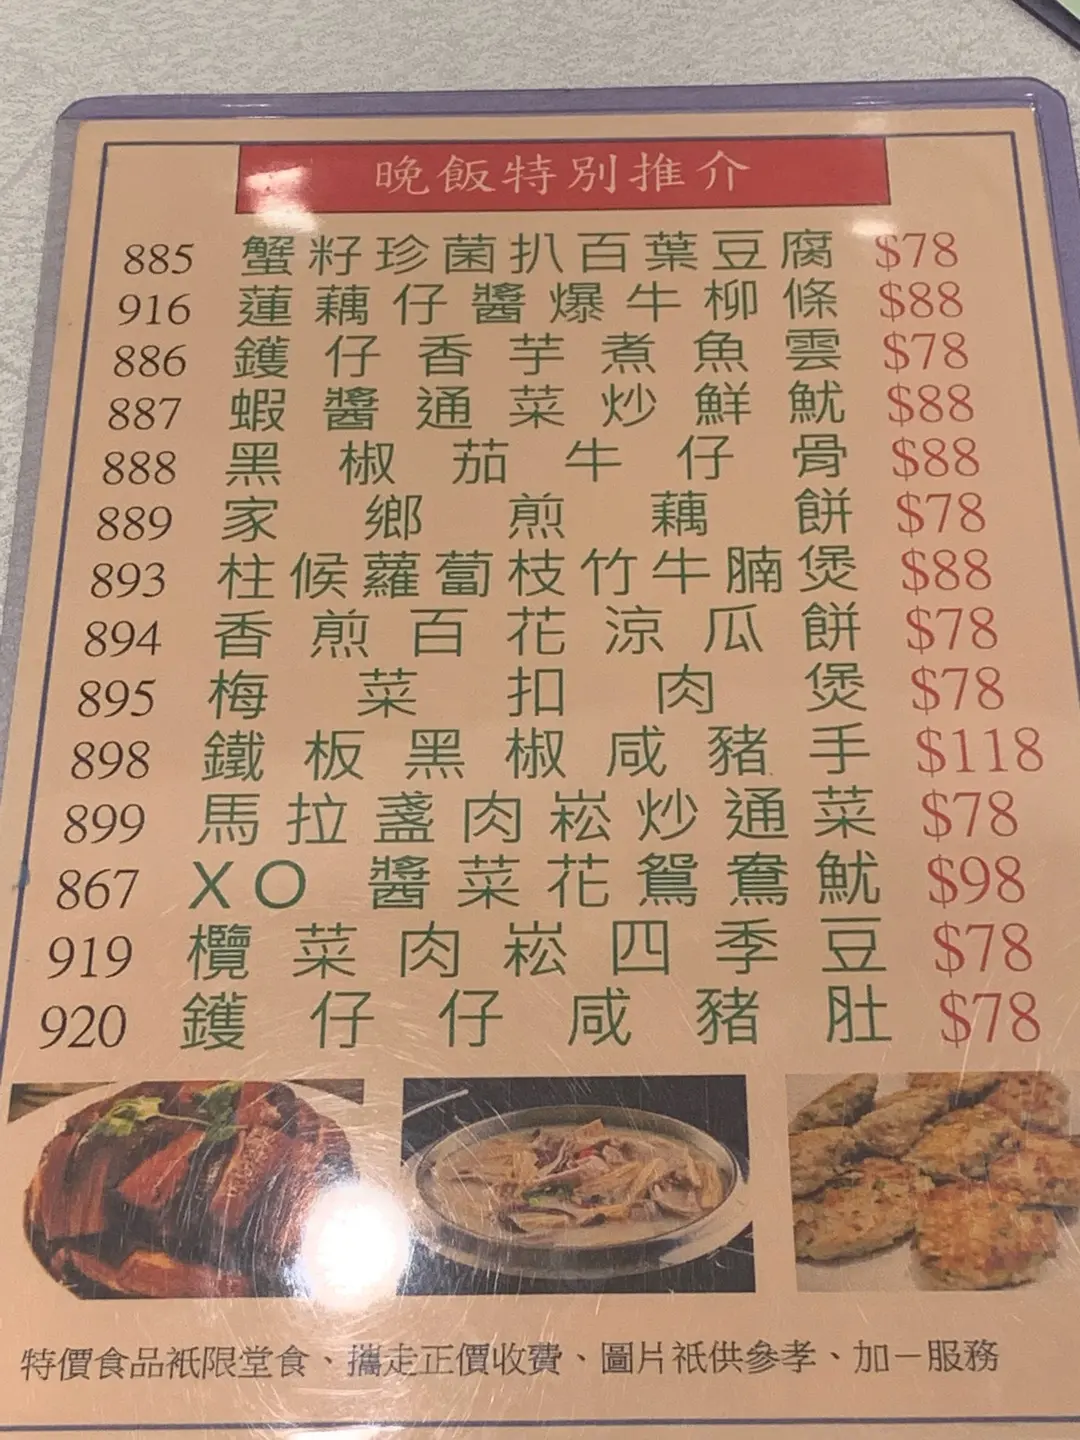 晚飯特別推介
885 蟹籽珍菌扒百葉豆腐 $78
916 蓮藕仔醬爆牛柳條 $88
886 鑊仔香芋煮魚雲 $78
887 蝦醬通菜炒鮮魷 $88
888 黑椒茄牛仔骨 $88
889 家鄉煎藕餅 $78
893 柱候蘿蔔枝竹牛腩煲 $88
894 香煎百花涼瓜餅 $78
895 梅菜扣肉煲 $78
898 鐵板黑椒咸豬手 $118
899 馬拉盞肉崧炒通菜 $78
867 XO醬菜花鴛鴦魷 $98
919 欖菜肉崧四季豆 $78
920 鑊仔仔咸豬肚 $78
特價食品衹限堂食、攜走正價收費、圖片祇供參孝、加一服務